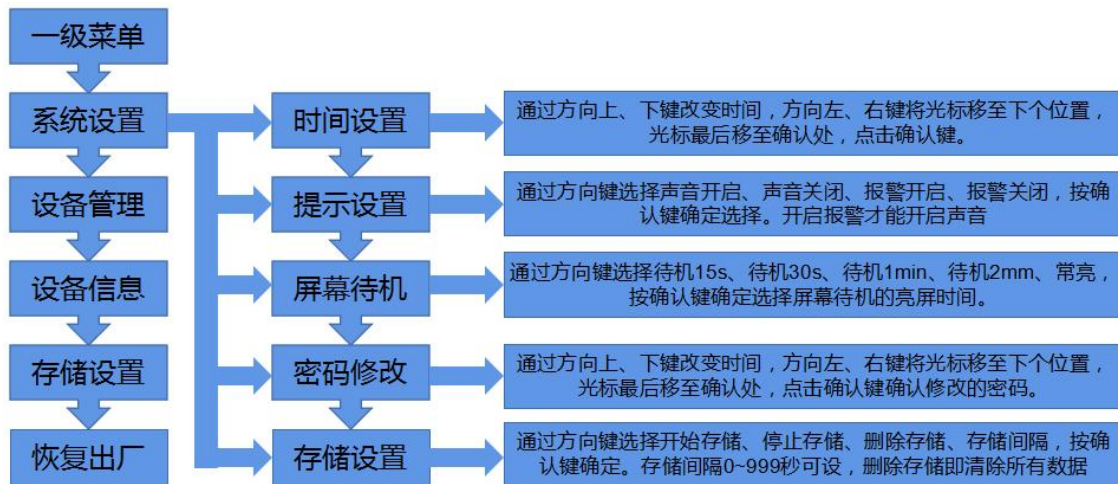 一级菜单
系统设置
时间设置
通过方向上、下键改变时间，方向左、右键将光标移至下个位置，
光标最后移至确认处，点击确认键。
设备管理
提示设置
通过方向键选择声音开启、声音关闭、报警开启、报警关闭，按确
认键确定选择。开启报警才能开启声音
设备信息
屏幕待机
通过方向键选择待机15s、待机30s、待机1min、待机2mm、常亮，
按确认键确定选择屏幕待机的亮屏时间。
存储设置
密码修改
通过方向上、下键改变时间，方向左、右键将光标移至下个位置，
光标最后移至确认处，点击确认键确认修改的密码。
恢复出厂
存储设置
通过方向键选择开始存储、停止存储、删除存储、存储间隔，按确
认键确定。存储间隔0~999秒可设，删除存储即清除所有数据